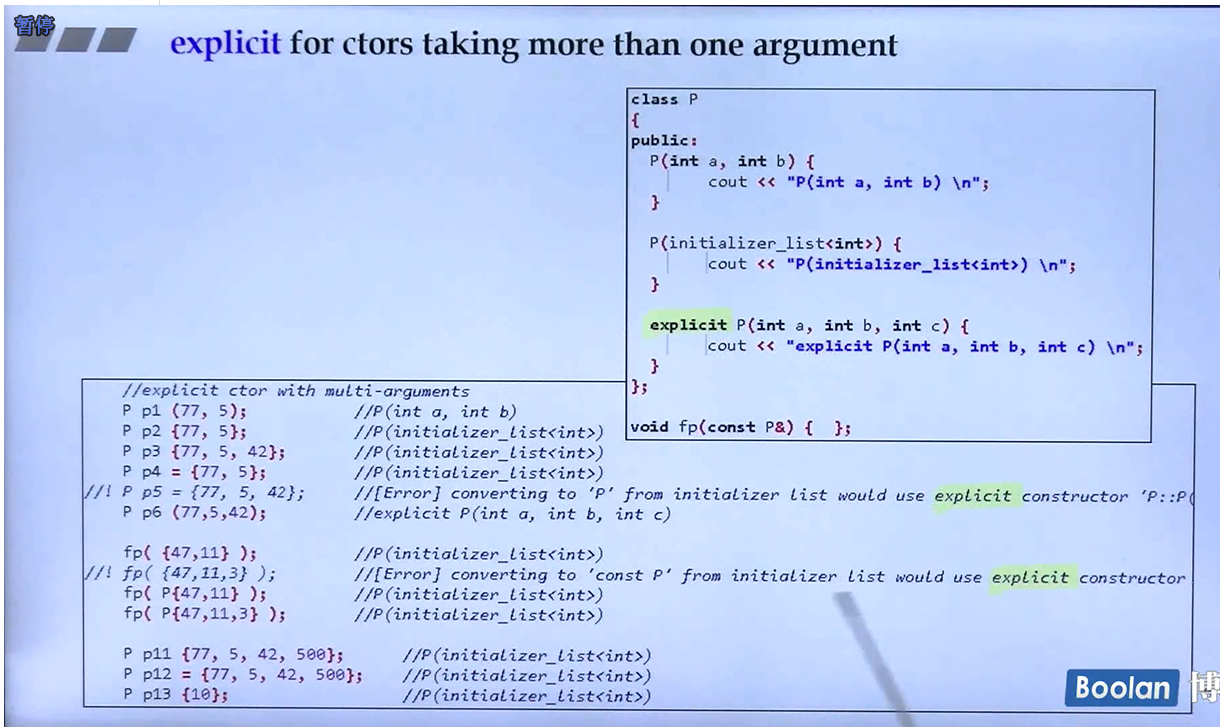 暂停
explicit for ctors taking more than one argument
class P
{
public:
P(int a, int b) {
cout << "P(int a, int b) \n";
}
P(initializer_list<int>) {
cout << "P(initializer_list<int>) \n";
}
explicit P(int a, int b, int c) {
cout << "explicit P(int a, int b, int c) \n";
}
};
void fp(const P&) { };
//explicit ctor with multi-arguments
P p1 (77, 5); //P(int a, int b)
P p2 {77, 5}; //P(initializer_list<int>)
P p3 {77, 5, 42}; //P(initializer_list<int>)
P p4 = {77, 5}; //P(initializer_list<int>)
//! P p5 = {77, 5, 42}; //[Error] converting to 'P' from initializer list would use explicit constructor 'P::P(
P p6 (77,5,42); //explicit P(int a, int b, int c)
fp( {47,11} ); //P(initializer_list<int>)
//! fp( {47,11,3} ); //[Error] converting to 'const P' from initializer list would use explicit constructor
fp( P{47,11} ); //P(initializer_list<int>)
fp( P{47,11,3} ); //P(initializer_list<int>)
P p11 {77, 5, 42, 500}; //P(initializer_list<int>)
P p12 = {77, 5, 42, 500}; //P(initializer_list<int>)
P p13 {10}; //P(initializer_list<int>)
Boolan 博